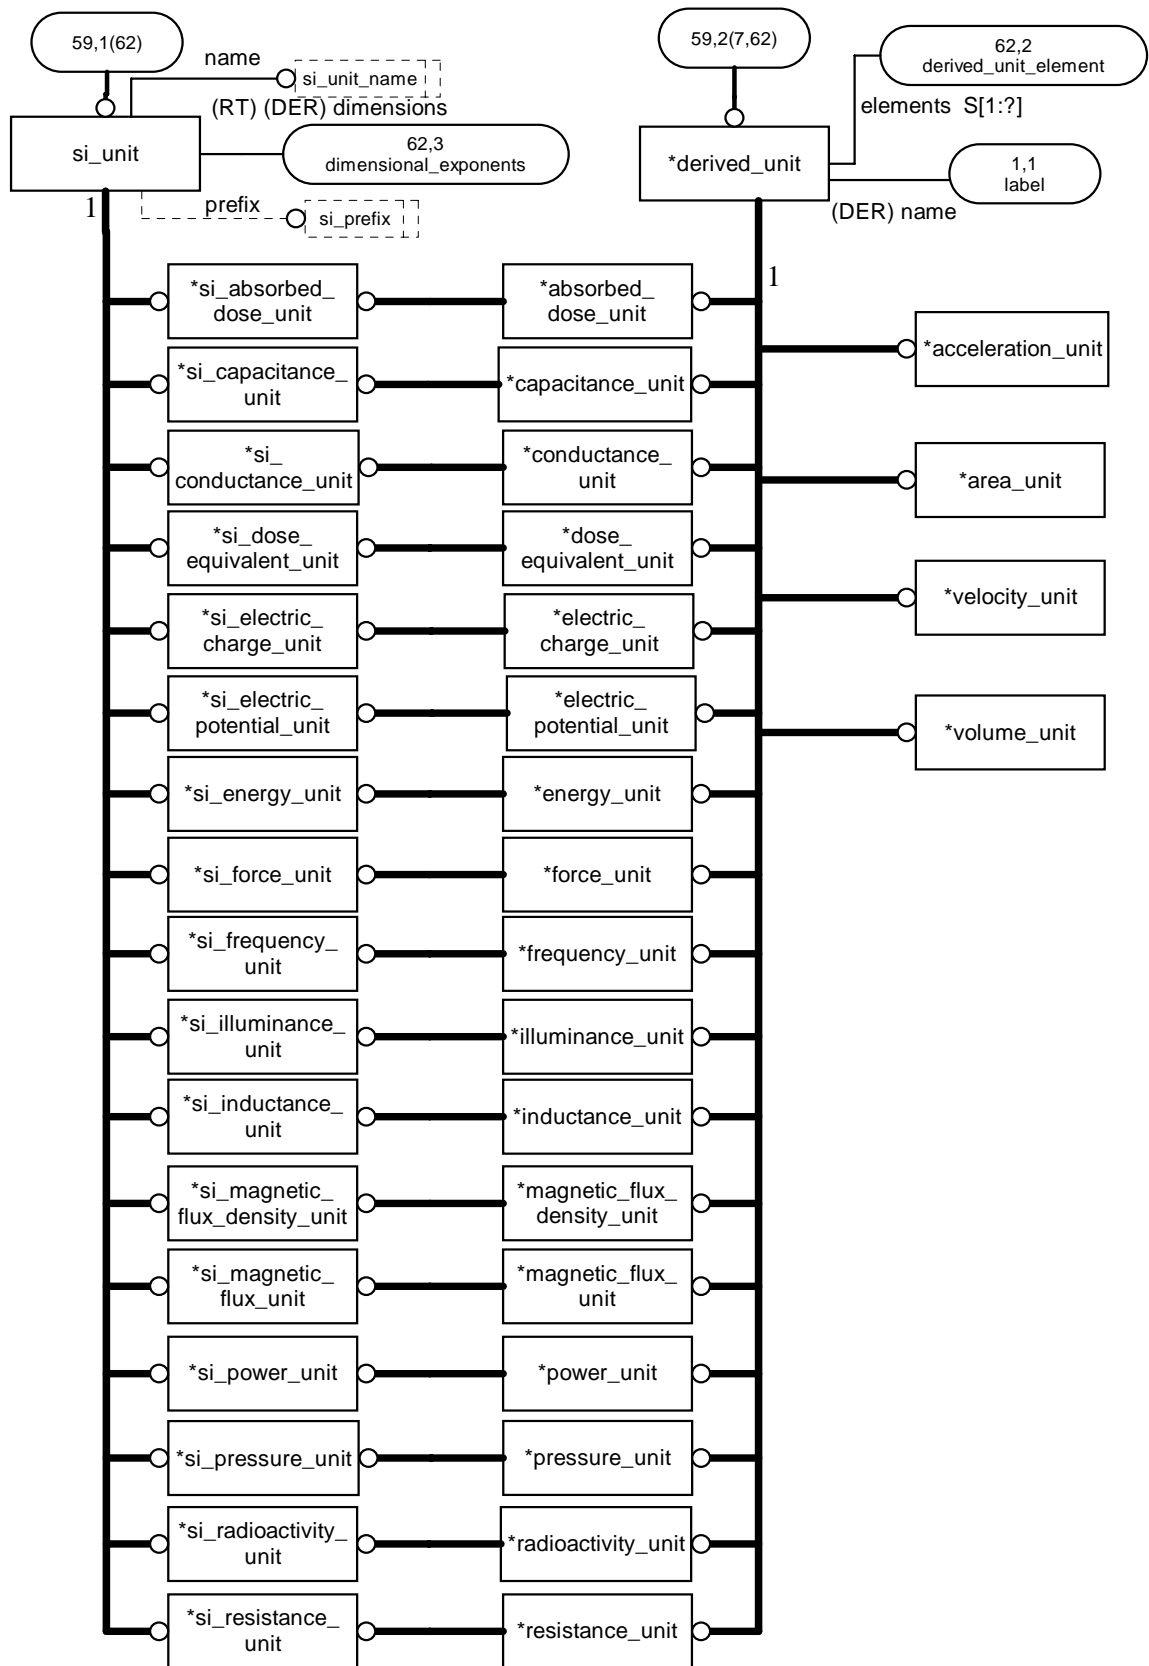 59,1(62)
name
si_unit_name
(RT) (DER) dimensions
si_unit
62,3
dimensional_exponents
1
prefix
si_prefix
59,2(7,62)
62,2
derived_unit_element
elements S[1:?]
*derived_unit
1,1
label
(DER) name
1
*si_absorbed_
dose_unit
*absorbed_
dose_unit
*acceleration_unit
*si_capacitance_
unit
*capacitance_unit
*si_
conductance_unit
*conductance_
unit
*area_unit
*si_dose_
equivalent_unit
*dose_
equivalent_unit
*velocity_unit
*si_electric_
charge_unit
*electric_
charge_unit
*si_electric_
potential_unit
*electric_
potential_unit
*volume_unit
*si_energy_unit
*energy_unit
*si_force_unit
*force_unit
*si_frequency_
unit
*frequency_unit
*si_illuminance_
unit
*illuminance_unit
*si_inductance_
unit
*inductance_unit
*si_magnetic_
flux_density_unit
*magnetic_flux_
density_unit
*si_magnetic_
flux_unit
*magnetic_flux_
unit
*si_power_unit
*power_unit
*si_pressure_unit
*pressure_unit
*si_radioactivity_
unit
*radioactivity_unit
*si_resistance_
unit
*resistance_unit